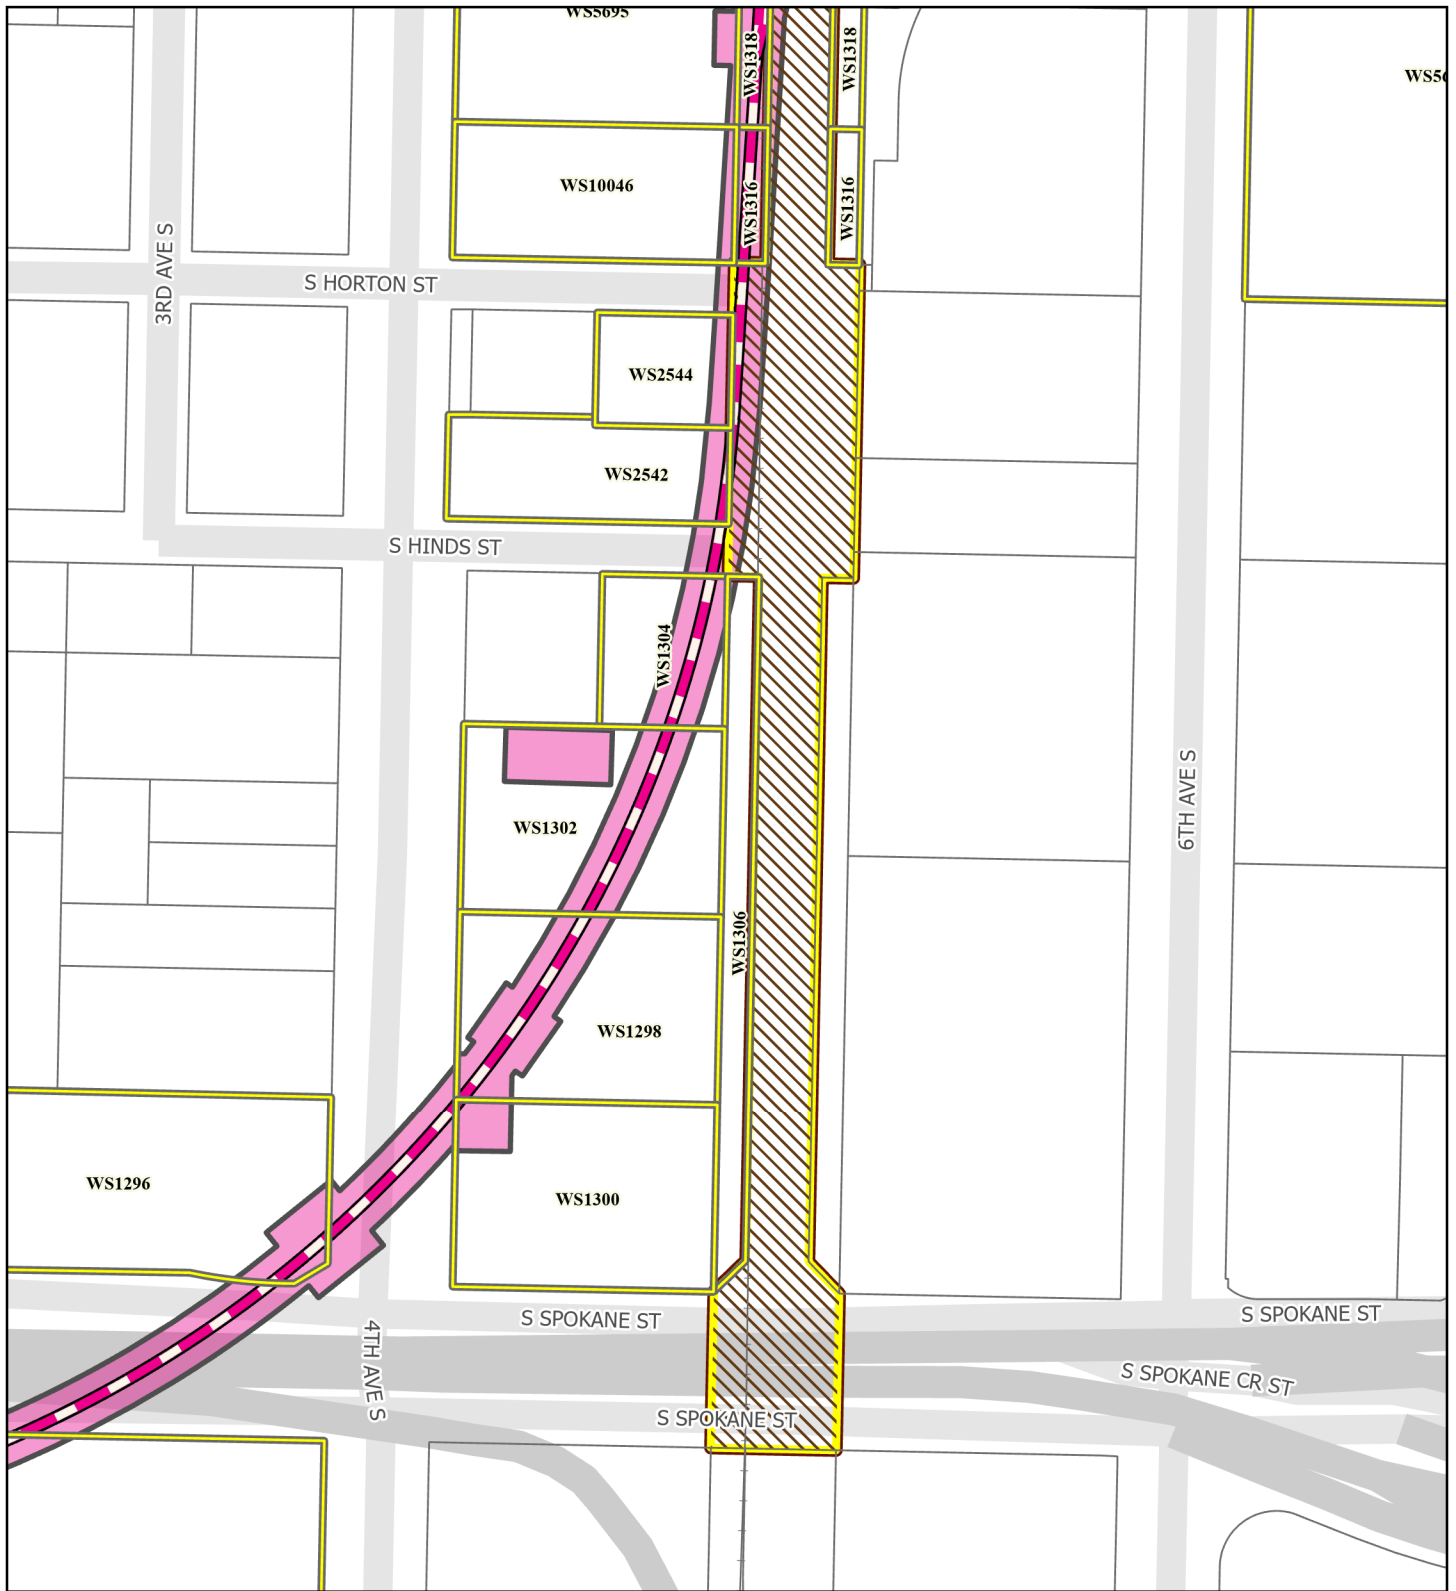 WS5695
WS1318
WS1318
WS10046
WS1316
WS1316
3RD AVE S
S HORTON ST
WS2544
WS2542
S HINDS ST
WS1304
6TH AVE S
WS1302
WS1306
WS1298
WS1296
WS1300
S SPOKANE ST
S SPOKANE ST
4TH AVE S
S SPOKANE CR ST
S SPOKANE ST